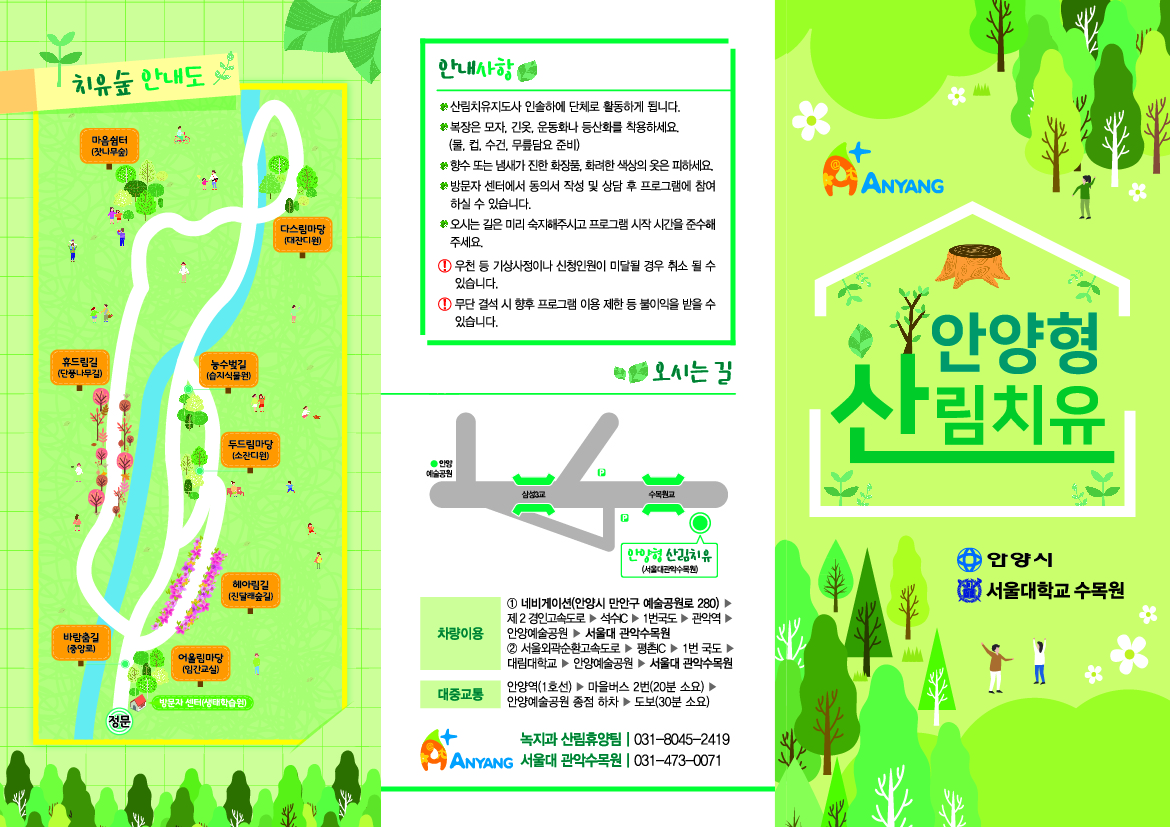 치유숲 안내도
마음쉼터
(잣나무숲)
다스림마당
(대잔디원)
휴드림길
(단풍나무길)
농수벚길
(습지식물원)
두드림마당
(소잔디원)
헤아림길
(진달래숲길)
바람춤길
(중앙로)
어울림마당
(임간교실)
방문자 센터(생태학습원)
정문
안내사항
산림치유지도사 인솔하에 단체로 활동하게 됩니다.
복장은 모자, 긴옷, 운동화나 등산화를 착용하세요.
(물, 컵, 수건, 무릎담요 준비)
향수 또는 냄새가 진한 화장품, 화려한 색상의 옷은 피하세요.
방문자 센터에서 동의서 작성 및 상담 후 프로그램에 참여
하실 수 있습니다.
오시는 길은 미리 숙지해주시고 프로그램 시작 시간을 준수해
주세요.
! 우천 등 기상사정이나 신청인원이 미달될 경우 취소 될 수
있습니다.
! 무단 결석 시 향후 프로그램 이용 제한 등 불이익을 받을 수
있습니다.
오시는 길
안양
예술공원
삼성3교
P
수목원교
P
안양형 산림치유
(서울대관악수목원)
차량이용
① 네비게이션(안양시 만안구 예술공원로 280) ▶
제 2 경인고속도로 ▶ 석수IC ▶ 1번국도 ▶ 관악역 ▶
안양예술공원 ▶ 서울대 관악수목원
② 서울외곽순환고속도로 ▶ 평촌IC ▶ 1번 국도 ▶
대림대학교 ▶ 안양예술공원 ▶ 서울대 관악수목원
대중교통
안양역(1호선) ▶ 마을버스 2번(20분 소요) ▶
안양예술공원 종점 하차 ▶ 도보(30분 소요)
ANYANG
녹지과 산림휴양팀 | 031-8045-2419
서울대 관악수목원 | 031-473-0071
ANYANG
안양형
산림치유
안양시
서울대학교 수목원